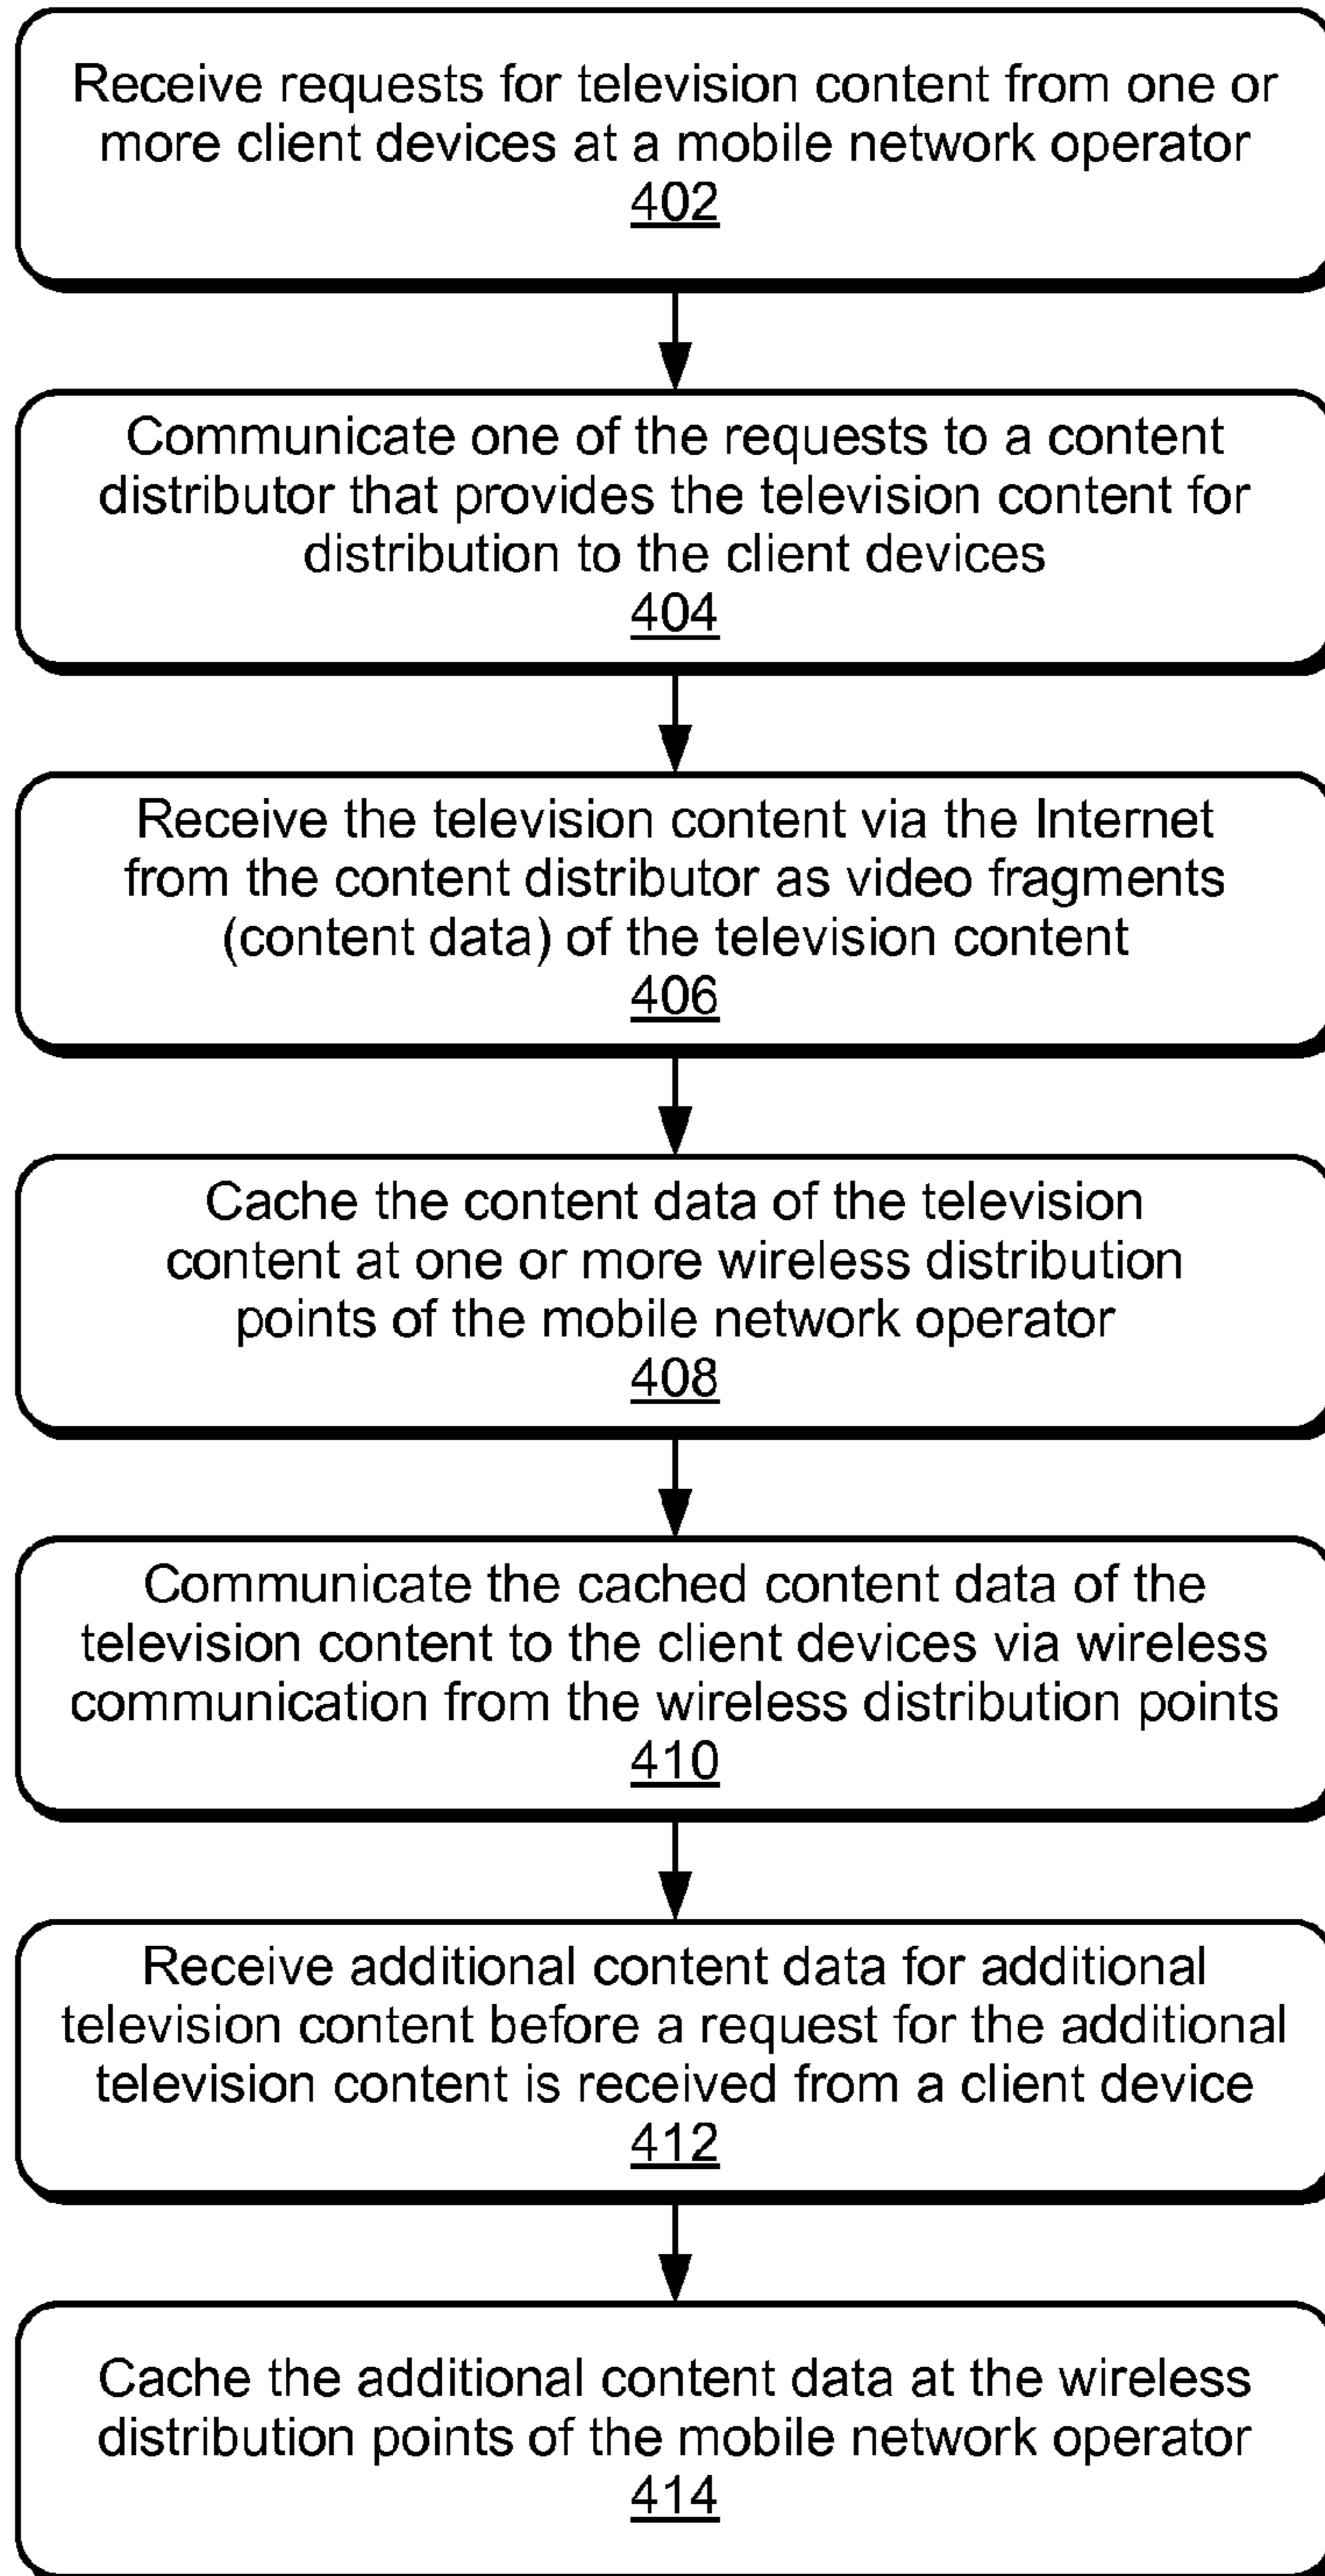 Receive requests for television content from one or
more client devices at a mobile network operator
402
Communicate one of the requests to a content
distributor that provides the television content for
distribution to the client devices
404
Receive the television content via the Internet
from the content distributor as video fragments
(content data) of the television content
406
Cache the content data of the television
content at one or more wireless distribution
points of the mobile network operator
408
Communicate the cached content data of the
television content to the client devices via wireless
communication from the wireless distribution points
410
Receive additional content data for additional
television content before a request for the additional
television content is received from a client device
412
Cache the additional content data at the wireless
distribution points of the mobile network operator
414